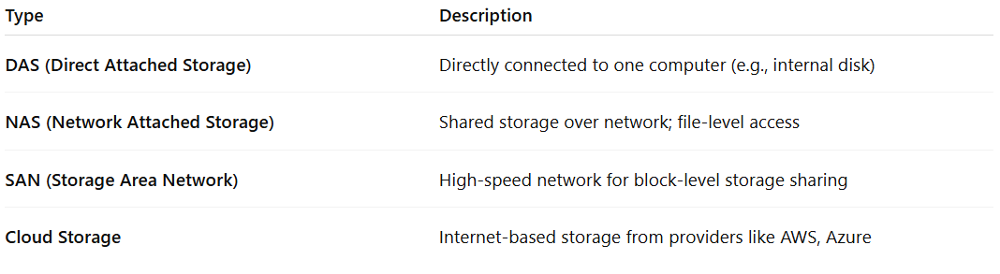 Type Description
DAS (Direct Attached Storage) Directly connected to one computer (e.g., internal disk)
NAS (Network Attached Storage) Shared storage over network; file-level access
SAN (Storage Area Network) High-speed network for block-level storage sharing
Cloud Storage Internet-based storage from providers like AWS, Azure